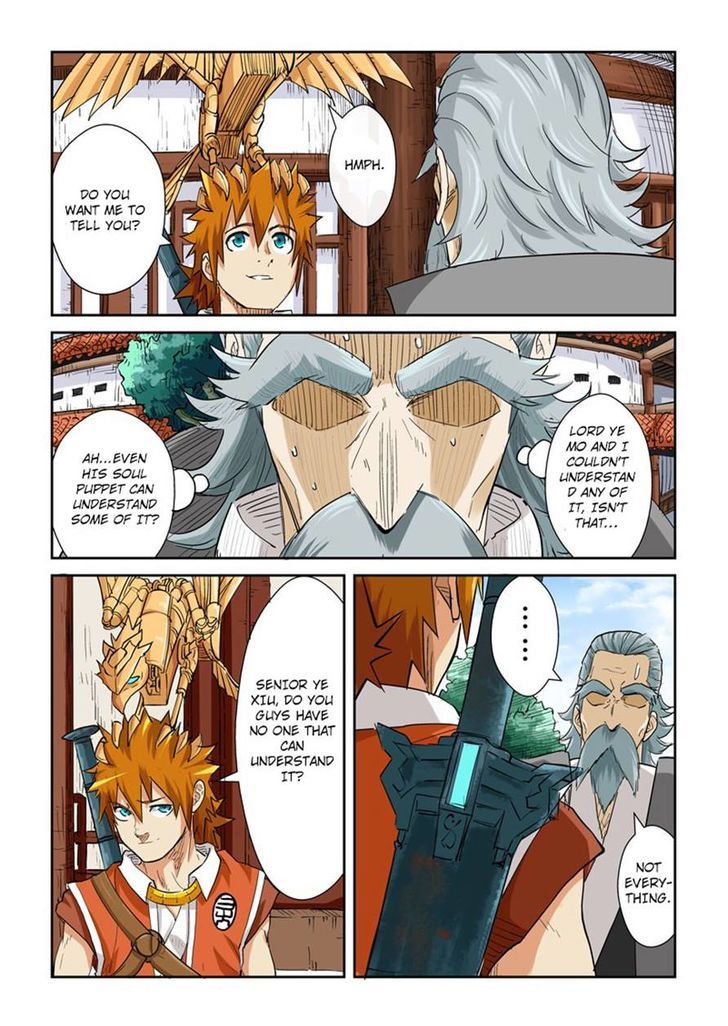 HMPH.
DO YOU
WANT ME TO
TELL YOU?
AH...EVEN
HIS SOUL
PUPPET CAN
UNDERSTAND
SOME OF IT?
LORD YE
MO AND I
COULDN'T
UNDERSTAN
D ANY OF
IT, ISN'T
THAT...
SENIOR YE
XIU, DO YOU
GUYS HAVE
NO ONE THAT
CAN
UNDERSTAND
IT?
......
NOT
EVERY-
THING.